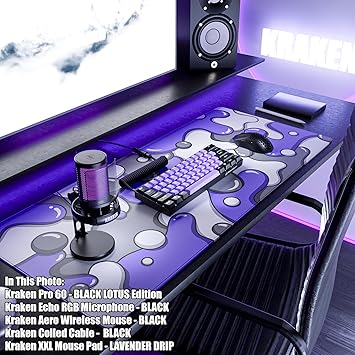 KRAKEN
In This Photo:
Kraken Pro 60 - BLACK LOTUS Edition
Kraken Echo RGB Microphone - BLACK
Kraken Aero Wireless Mouse - BLACK
Kraken Coiled Cable - BLACK
Kraken XXL Mouse Pad - LAVENDER DRIP